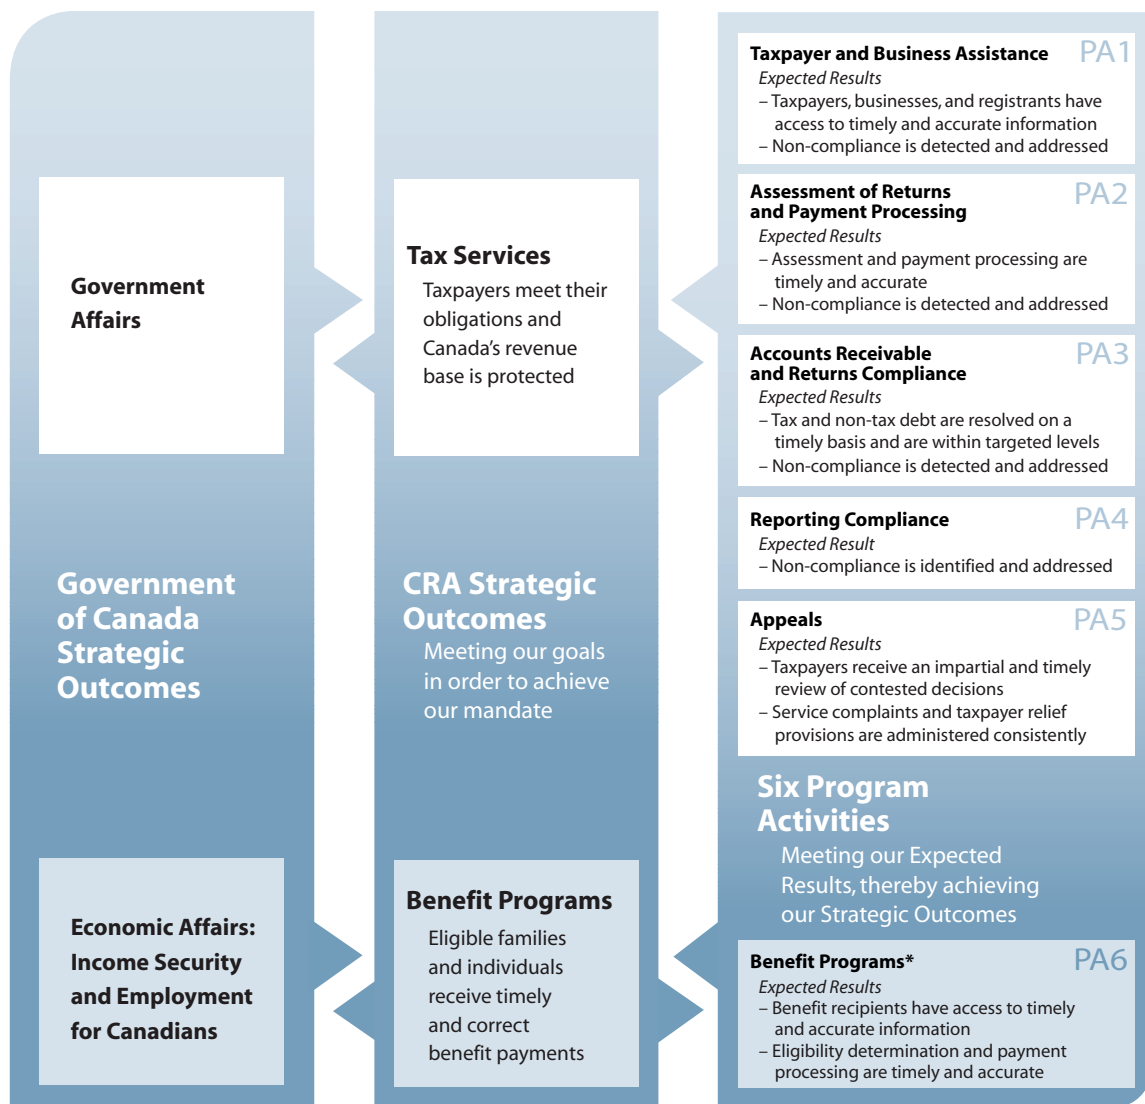 Government
Affairs
Government
of Canada
Strategic
Outcomes
Economic Affairs:
Income Security
and Employment
for Canadians
Tax Services
Taxpayers meet their
obligations and
Canada’s revenue
base is protected
CRA Strategic
Outcomes
Meeting our goals
in order to achieve
our mandate
Benefit Programs
Eligible families
and individuals
receive timely
and correct
benefit payments
Taxpayer and Business Assistance PA1
Expected Results
– Taxpayers, businesses, and registrants have
access to timely and accurate information
– Non-compliance is detected and addressed
Assessment of Returns PA2
and Payment Processing
Expected Results
– Assessment and payment processing are
timely and accurate
– Non-compliance is detected and addressed
Accounts Receivable PA3
and Returns Compliance
Expected Results
– Tax and non-tax debt are resolved on a
timely basis and are within targeted levels
– Non-compliance is detected and addressed
Reporting Compliance PA4
Expected Result
– Non-compliance is identified and addressed
Appeals PA5
Expected Results
– Taxpayers receive an impartial and timely
review of contested decisions
– Service complaints and taxpayer relief
provisions are administered consistently
Six Program
Activities
Meeting our Expected
Results, thereby achieving
our Strategic Outcomes
Benefit Programs* PA6
Expected Results
– Benefit recipients have access to timely
and accurate information
– Eligibility determination and payment
processing are timely and accurate